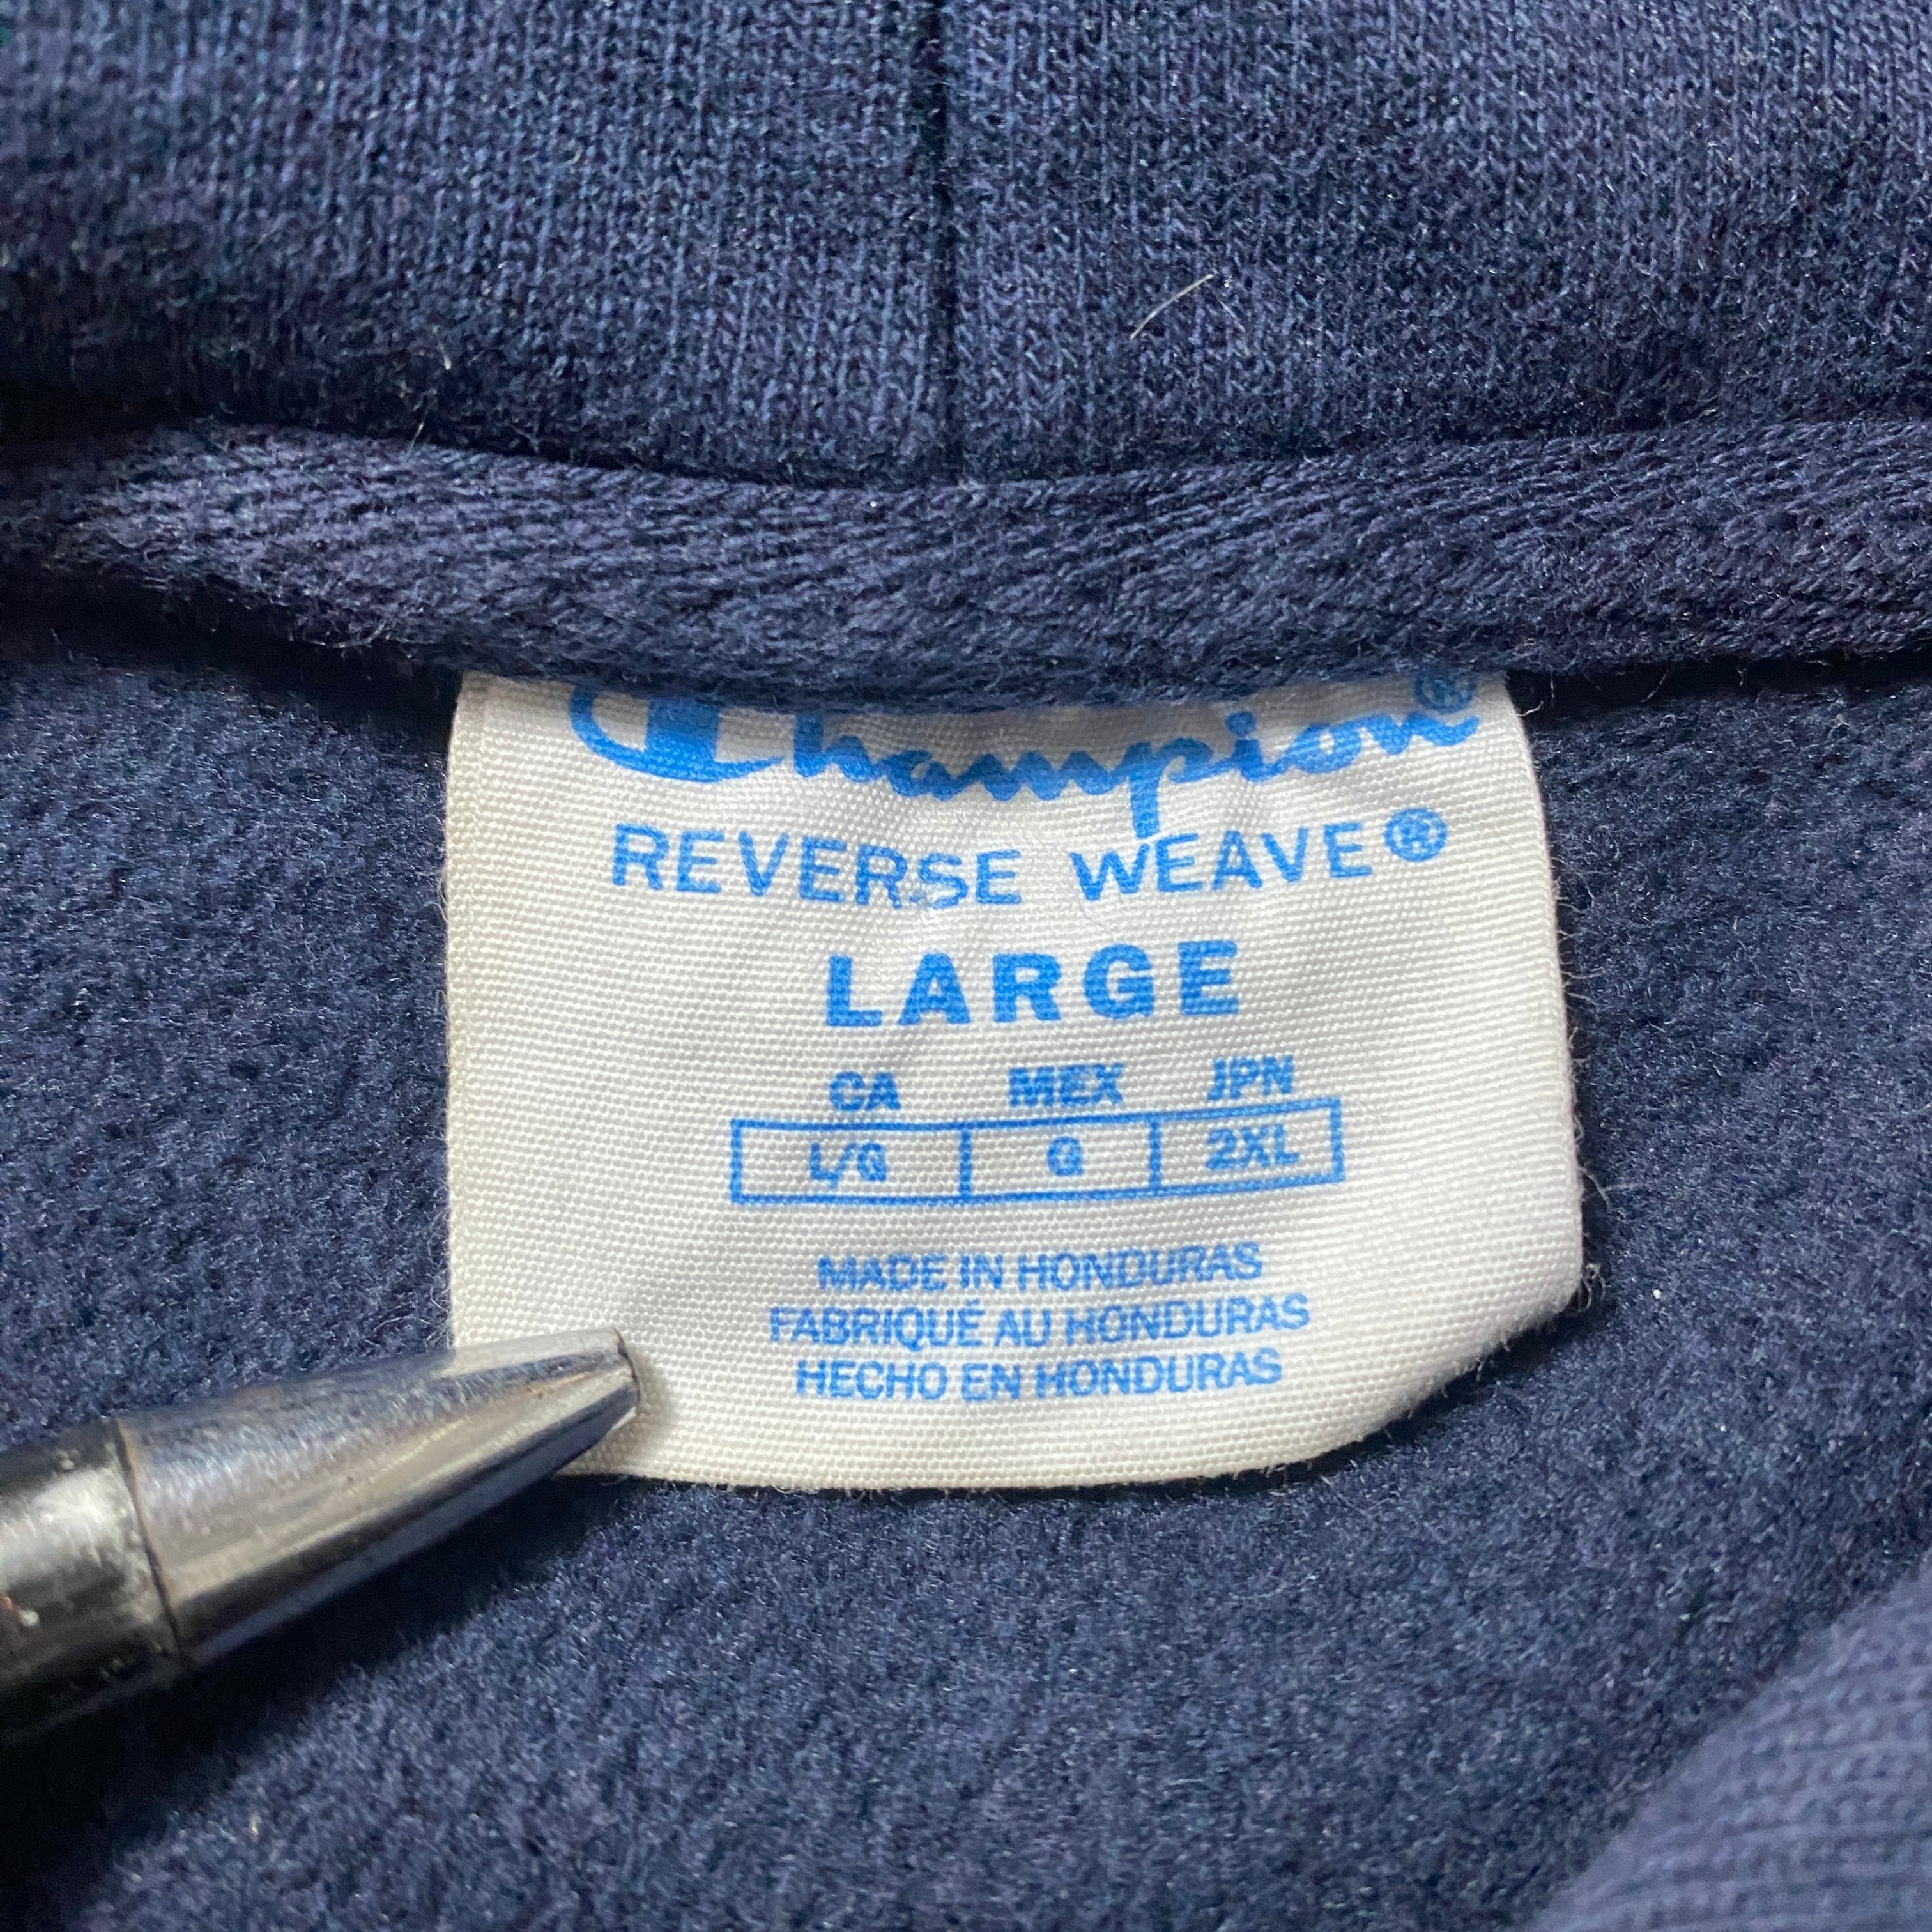 Champion®
REVERSE WEAVE®
LARGE
CA MEX JPN
L/G G 2XL
MADE IN HONDURAS
FABRIQUÉ AU HONDURAS
HECHO EN HONDURAS